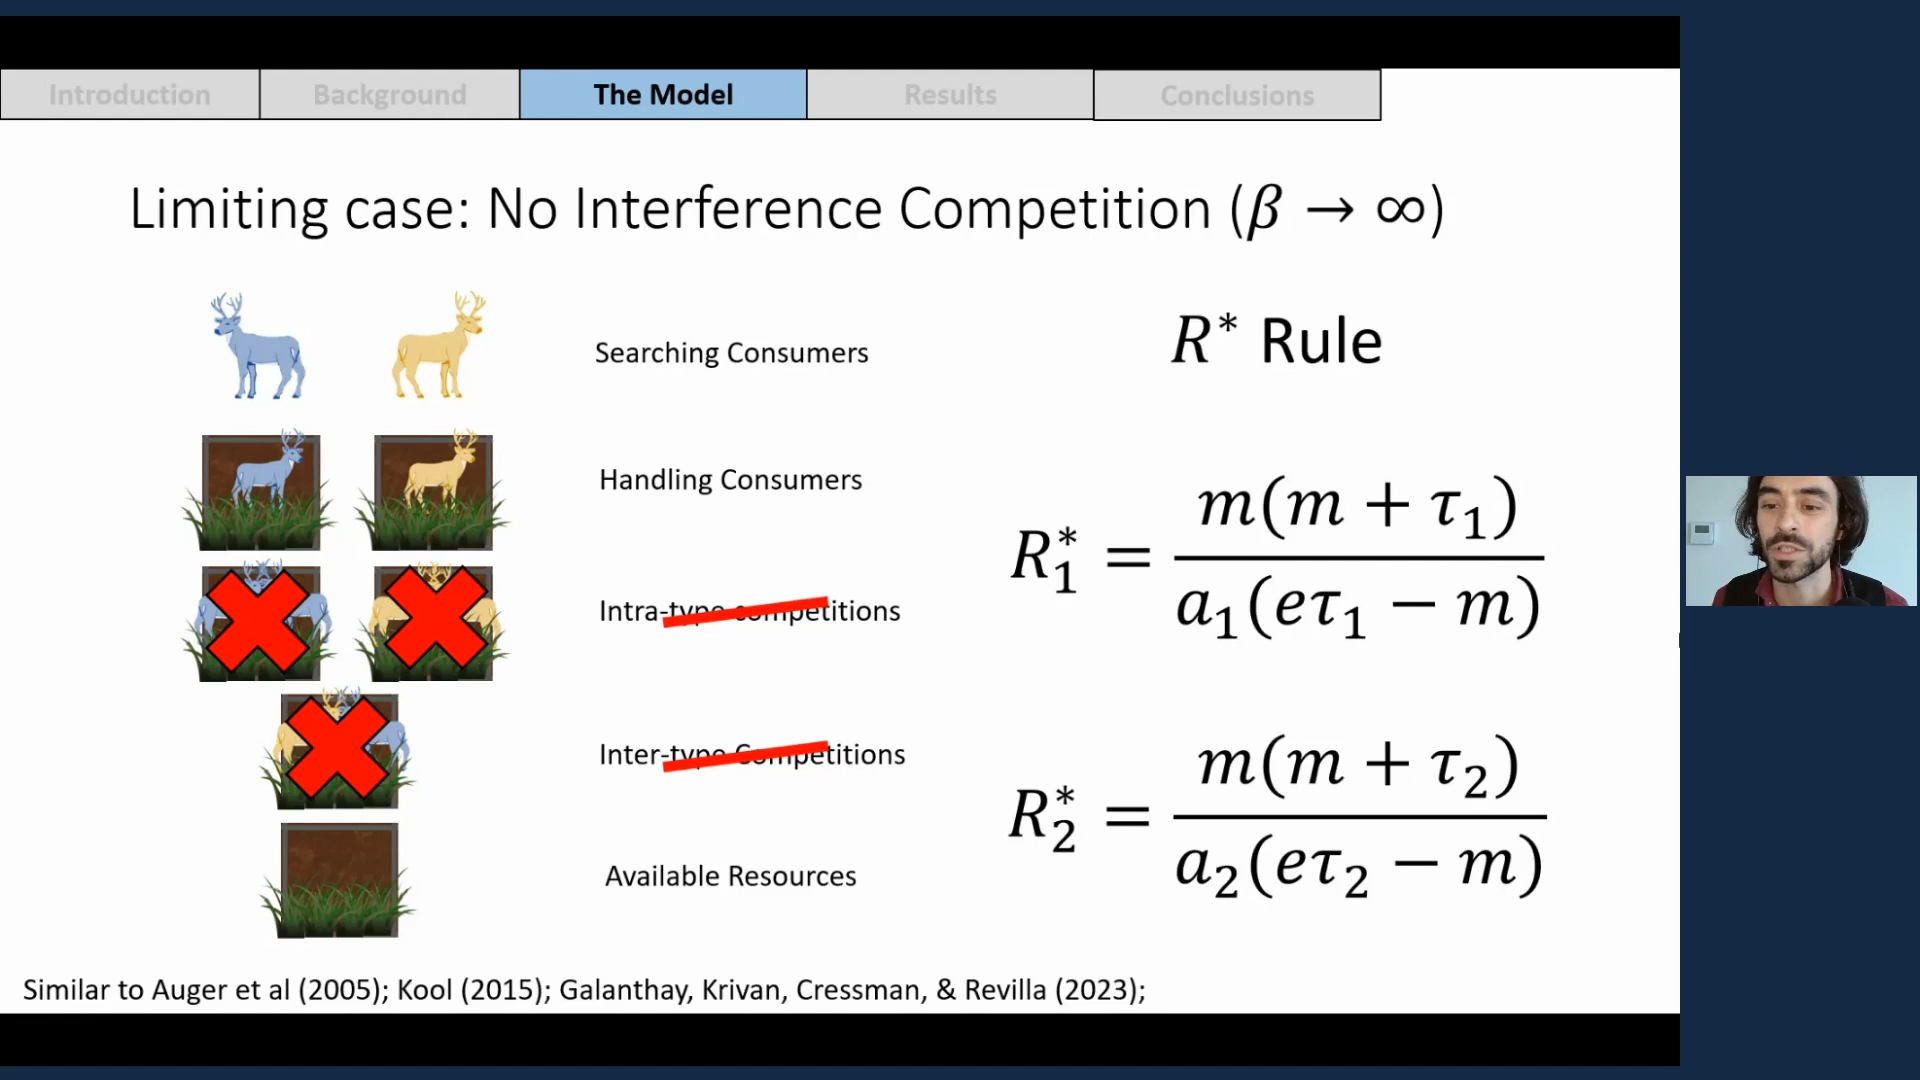 Introduction
Background
The Model
Results
Conclusions
Limiting case: No Interference Competition (β → ∞)
Searching Consumers
Handling Consumers
Intra-type competitions
Inter-type Competitions
Available Resources
R* Rule
R₁* = m(m + τ₁) / a₁(eτ₁ − m)
R₂* = m(m + τ₂) / a₂(eτ₂ − m)
Similar to Auger et al (2005); Kool (2015); Galanthay, Krivan, Cressman, & Revilla (2023);